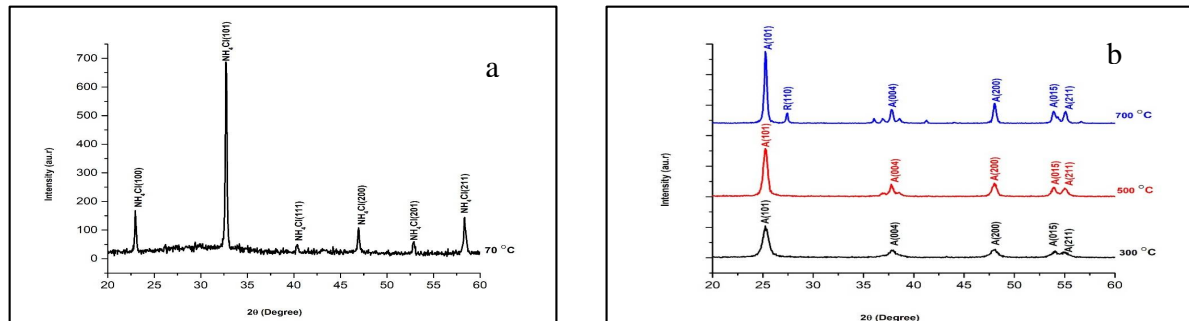 a
NH4Cl(100)
NH4Cl(101)
NH4Cl(111)
NH4Cl(200)
NH4Cl(201)
NH4Cl(211)
70 °C
Intensity (au.r)
700
600
500
400
300
200
100
0
20 25 30 35 40 45 50 55 60
2θ (Degree)
b
A(101)
R(110)
A(004)
A(200)
A(015)
A(211)
700 °C
A(101)
A(004)
A(200)
A(015)
A(211)
500 °C
A(101)
A(004)
A(200)
A(015)
A(211)
300 °C
Intensity (au.r)
20 25 30 35 40 45 50 55 60
2θ (Degree)